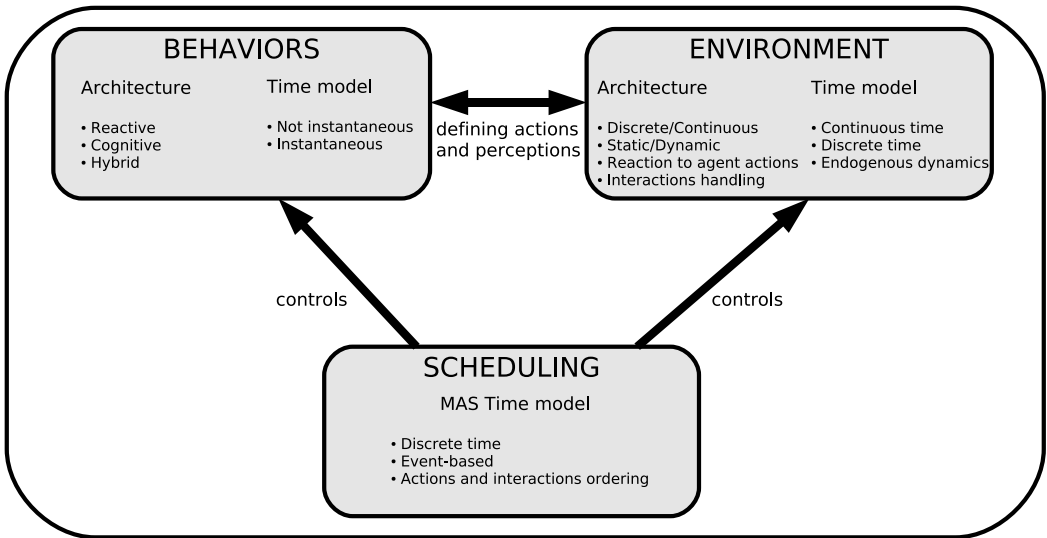 BEHAVIORS
Architecture
• Reactive
• Cognitive
• Hybrid
Time model
• Not instantaneous
• Instantaneous
defining actions
and perceptions
ENVIRONMENT
Architecture
• Discrete/Continuous
• Static/Dynamic
• Reaction to agent actions
• Interactions handling
Time model
• Continuous time
• Discrete time
• Endogenous dynamics
controls
controls
SCHEDULING
MAS Time model
• Discrete time
• Event-based
• Actions and interactions ordering